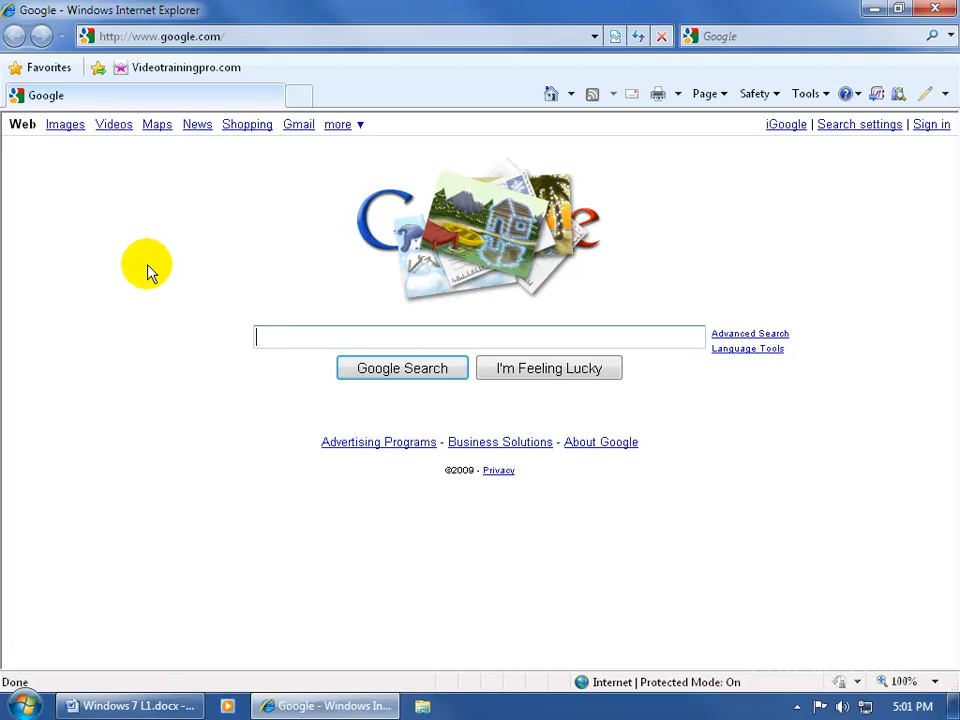 Google - Windows Internet Explorer
http://www.google.com/
Google
Favorites
Videotrainingpro.com
Google
Page
Safety
Tools
Web Images Videos Maps News Shopping Gmail more ▼
iGoogle | Search settings | Sign in
Advanced Search
Language Tools
Google Search
I'm Feeling Lucky
Advertising Programs - Business Solutions - About Google
©2009 - Privacy
Done
Internet | Protected Mode: On
100%
Windows 7 L1.docx -...
Google - Windows In...
5:01 PM